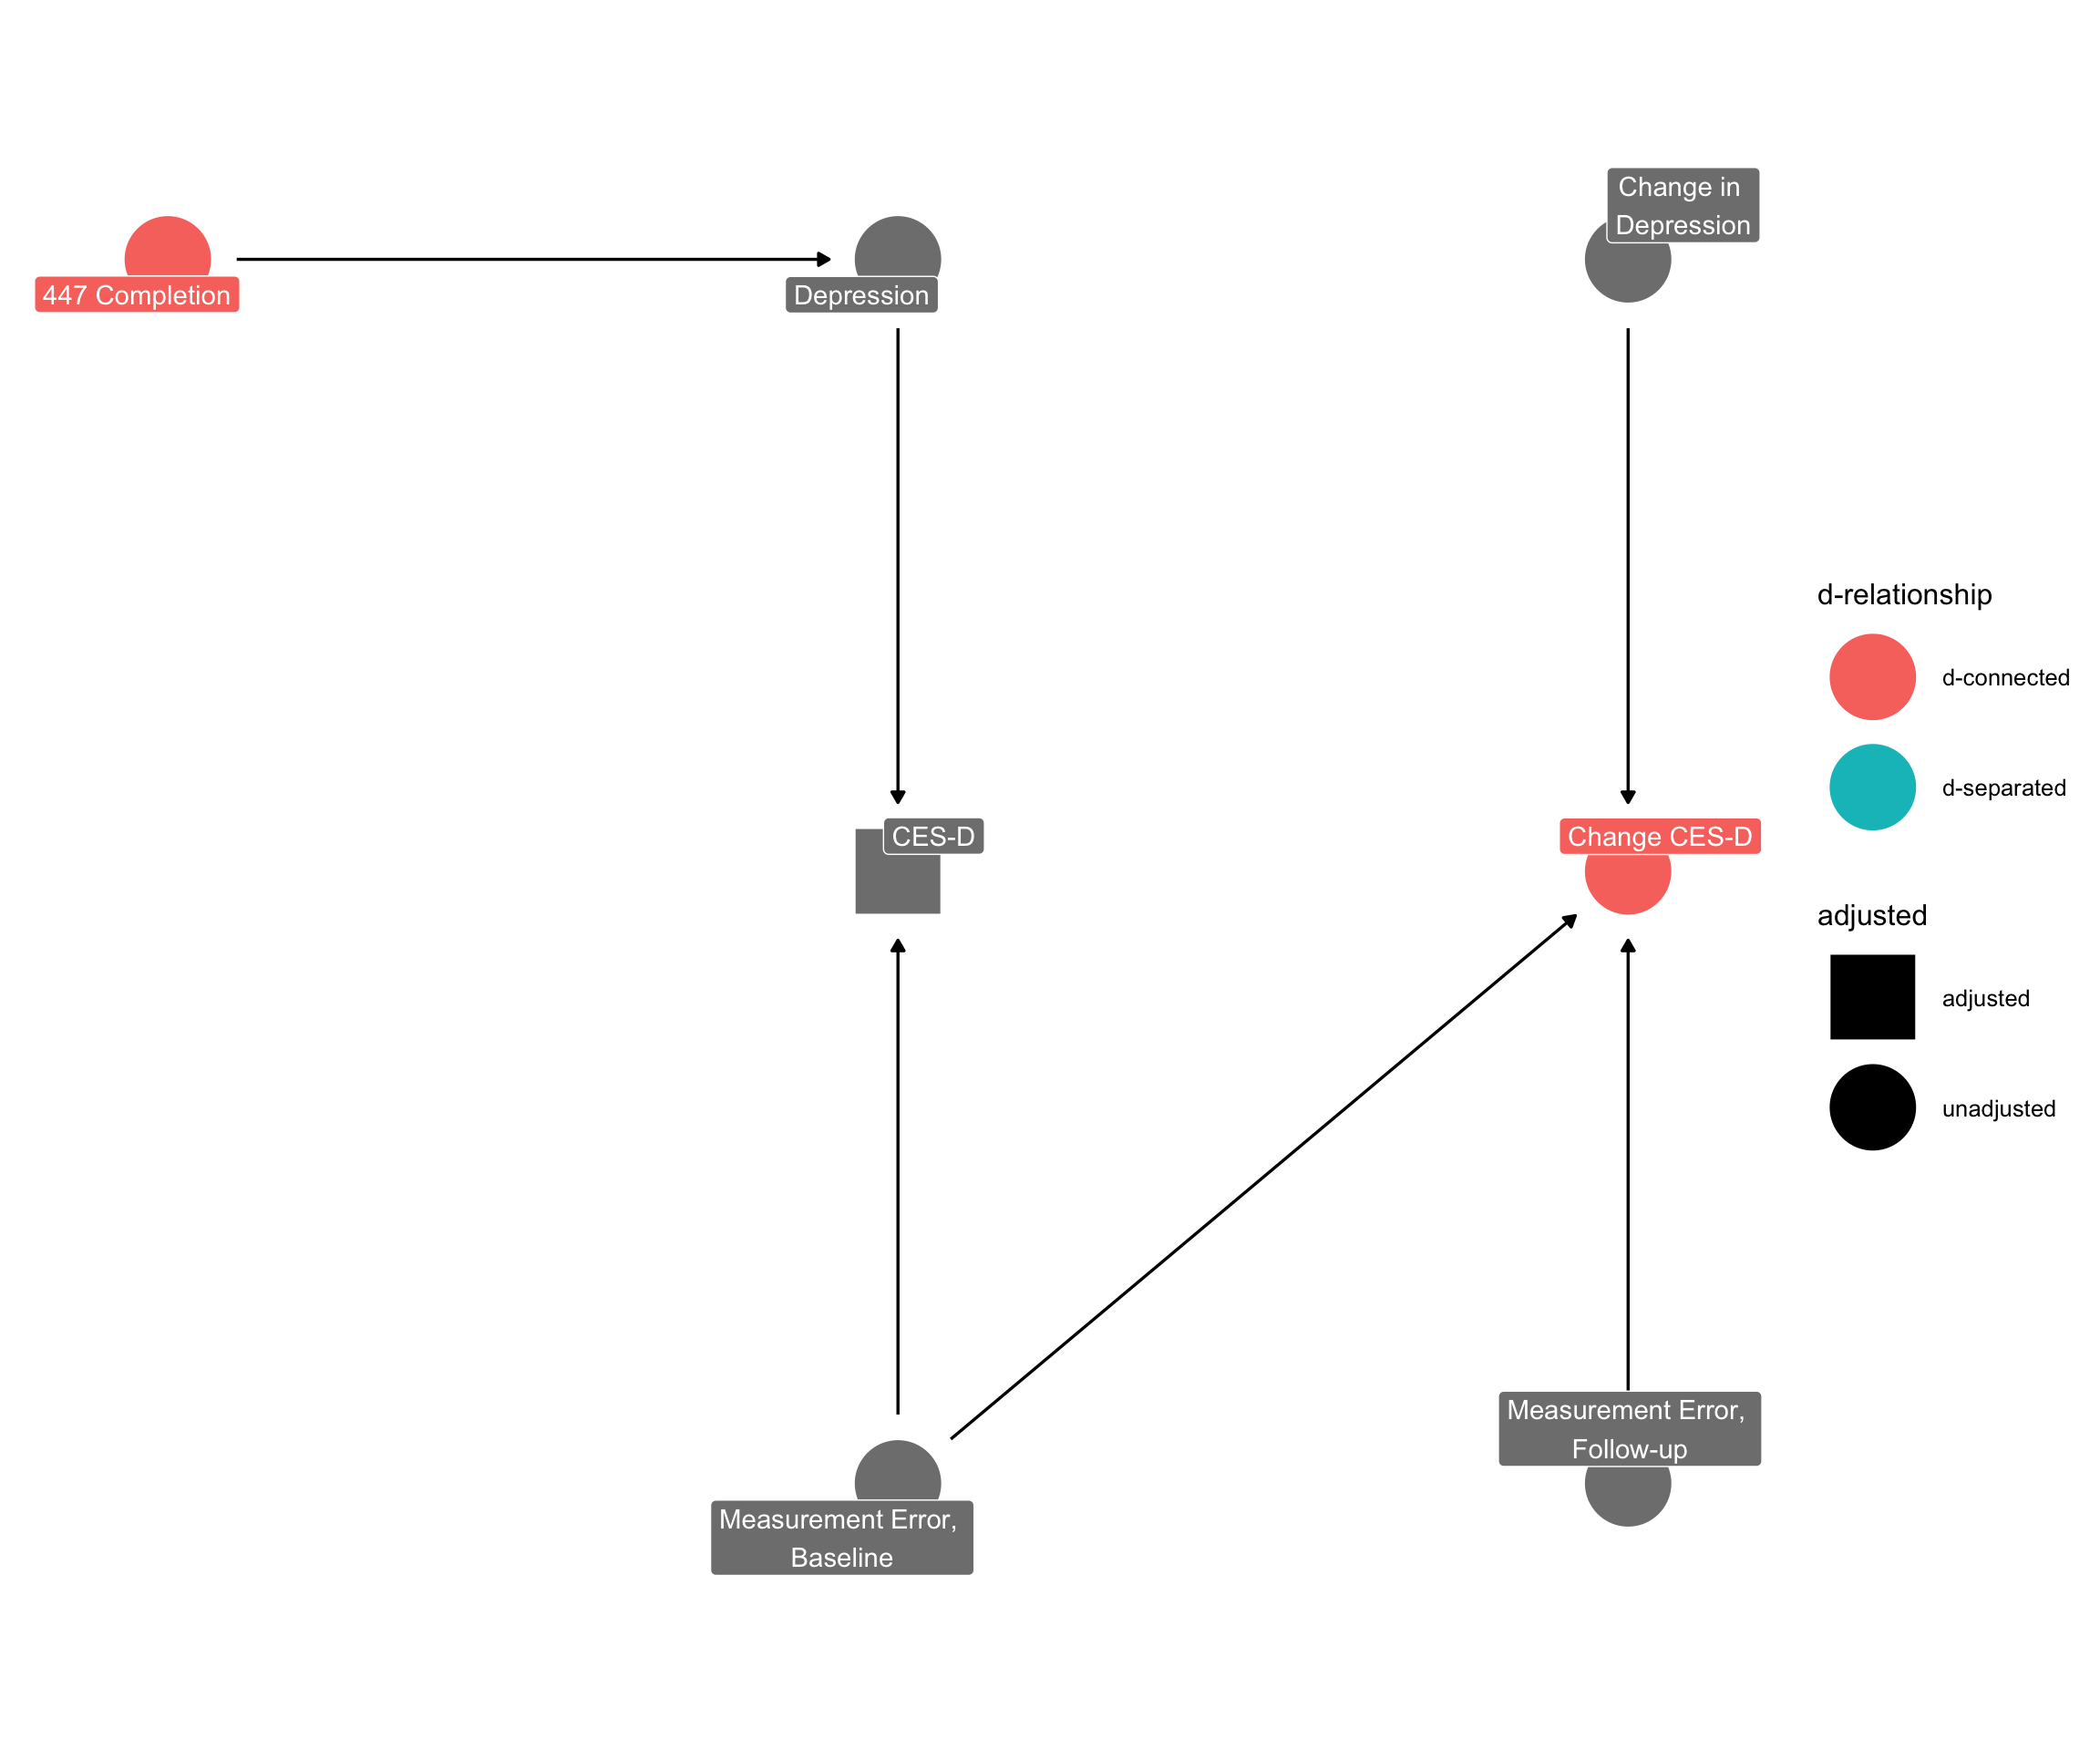 Change in
Depression
447 Completion
Depression
d-relationship
d-connected
d-separated
CES-D
Change CES-D
adjusted
adjusted
unadjusted
Measurement Error,
Follow-up
Measurement Error,
Baseline